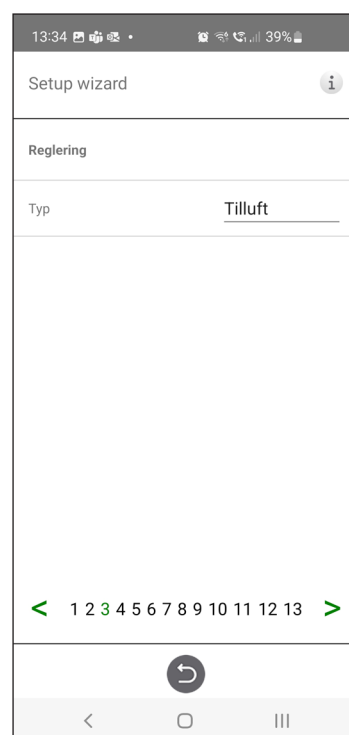 13:34 39%
Setup wizard i
Reglering
Typ Tilluft
< 1 2 3 4 5 6 7 8 9 10 11 12 13 >